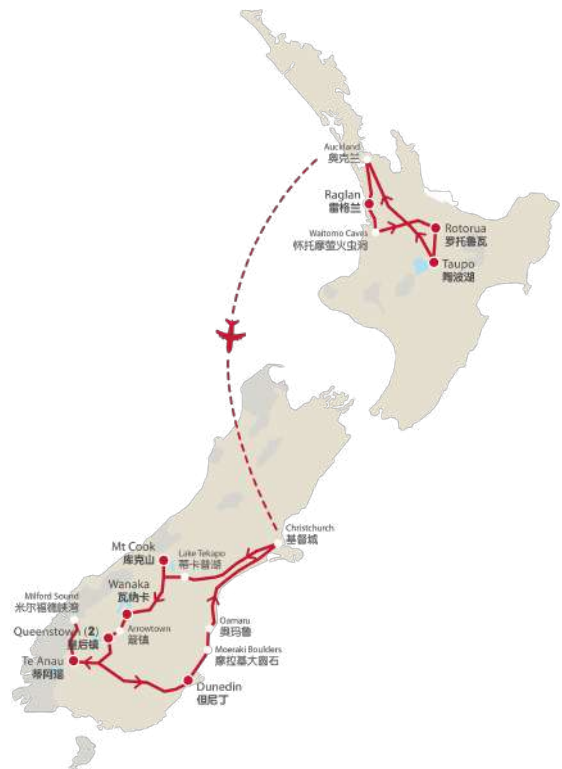 Auckland
奥克兰
Raglan
雷格兰
Waitomo Caves
怀托摩萤火虫洞
Rotorua
罗托鲁瓦
Taupo
陶波湖
Christchurch
基督城
Mt Cook
库克山
Lake Tekapo
蒂卡普湖
Wanaka
瓦纳卡
Milford Sound
米尔福德峡湾
Arrowtown
箭镇
Queenstown (2)
皇后镇
Oamaru
奥玛鲁
Moeraki Boulders
摩拉基大圆石
Te Anau
蒂阿瑙
Dunedin
但尼丁